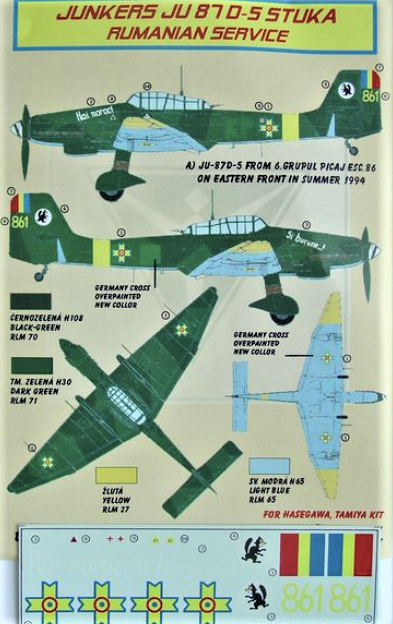 JUNKERS JU 87 D-5 STUKA
RUMANIAN SERVICE
Hai noroc!
861
A) JU-87D-5 FROM 6.GRUPUL PICAJ ESC.86
ON EASTERN FRONT IN SUMMER 1994
861
Si bucune..!
GERMANY CROSS
OVERPAINTED
NEW COLLOR
ČERNOZELENÁ H108
BLACK-GREEN
RLM 70
GERMANY CROSS
OVERPAINTED
NEW COLLOR
TM. ZELENÁ H30
DARK GREEN
RLM 71
ŽLUTÁ
YELLOW
RLM 27
SV. MODRÁ H65
LIGHT BLUE
RLM 65
FOR HASEGAWA, TAMIYA KIT
861 861